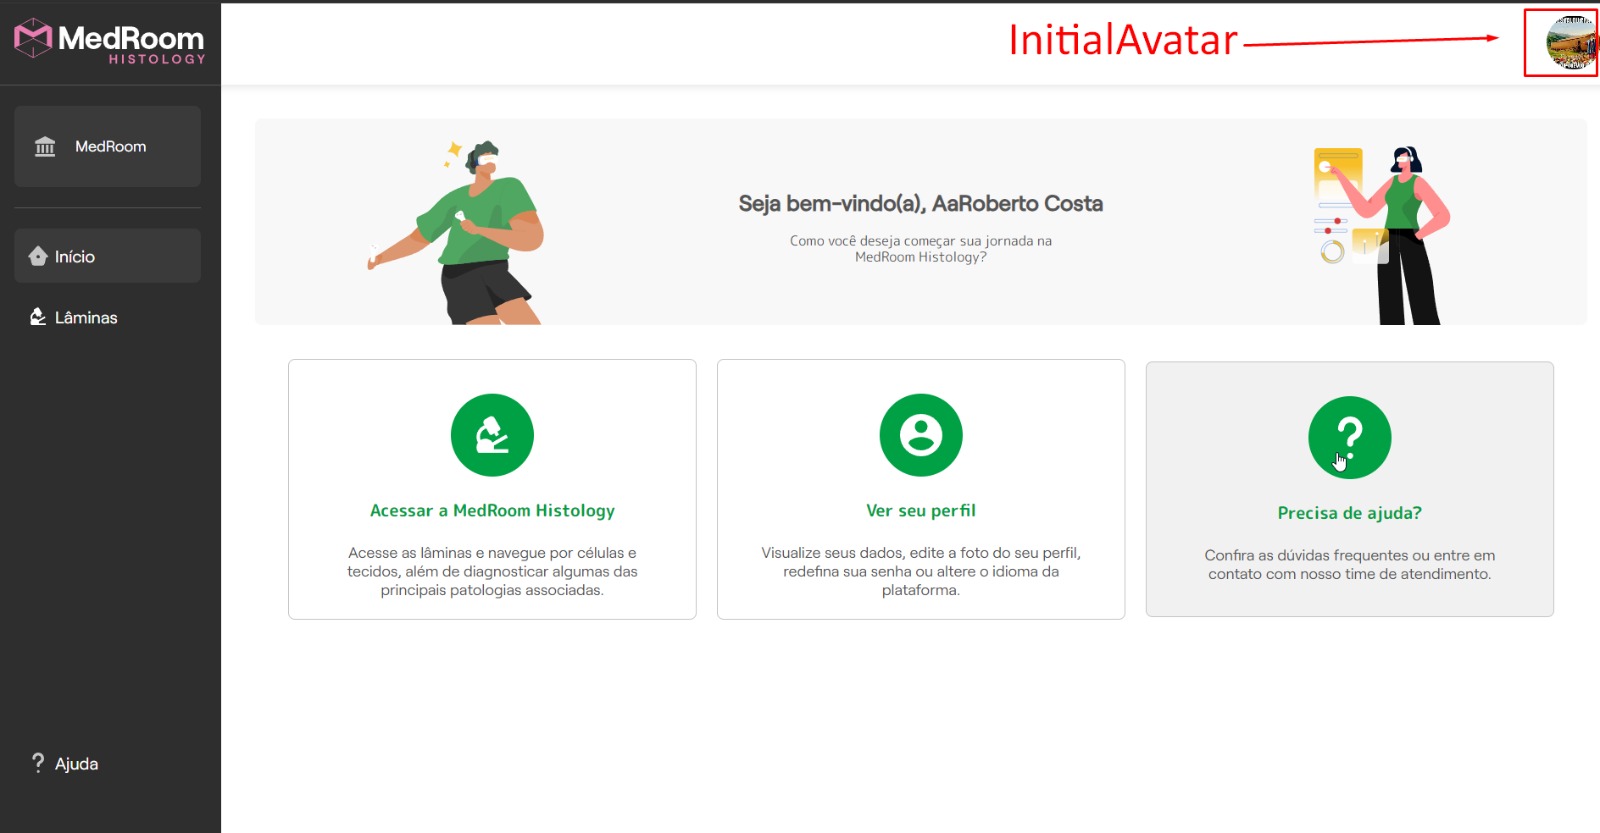 MedRoom
HISTOLOGY
InitialAvatar
MedRoom
Início
Lâminas
Seja bem-vindo(a), AaRoberto Costa
Como você deseja começar sua jornada na
MedRoom Histology?
Acessar a MedRoom Histology
Acesse as lâminas e navegue por células e
tecidos, além de diagnosticar algumas das
principais patologias associadas.
Ver seu perfil
Visualize seus dados, edite a foto do seu perfil,
redefina sua senha ou altere o idioma da
plataforma.
Precisa de ajuda?
Confira as dúvidas frequentes ou entre em
contato com nosso time de atendimento.
Ajuda